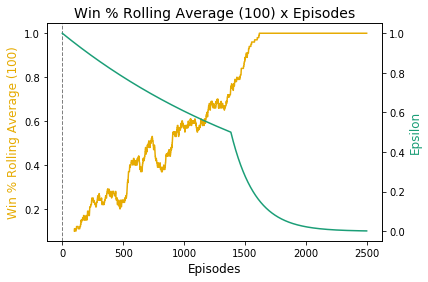 Win % Rolling Average (100) x Episodes
Win % Rolling Average (100)
1.0
0.8
0.6
0.4
0.2
1.0
0.8
0.6
0.4
0.2
0.0
Epsilon
0 500 1000 1500 2000 2500
Episodes